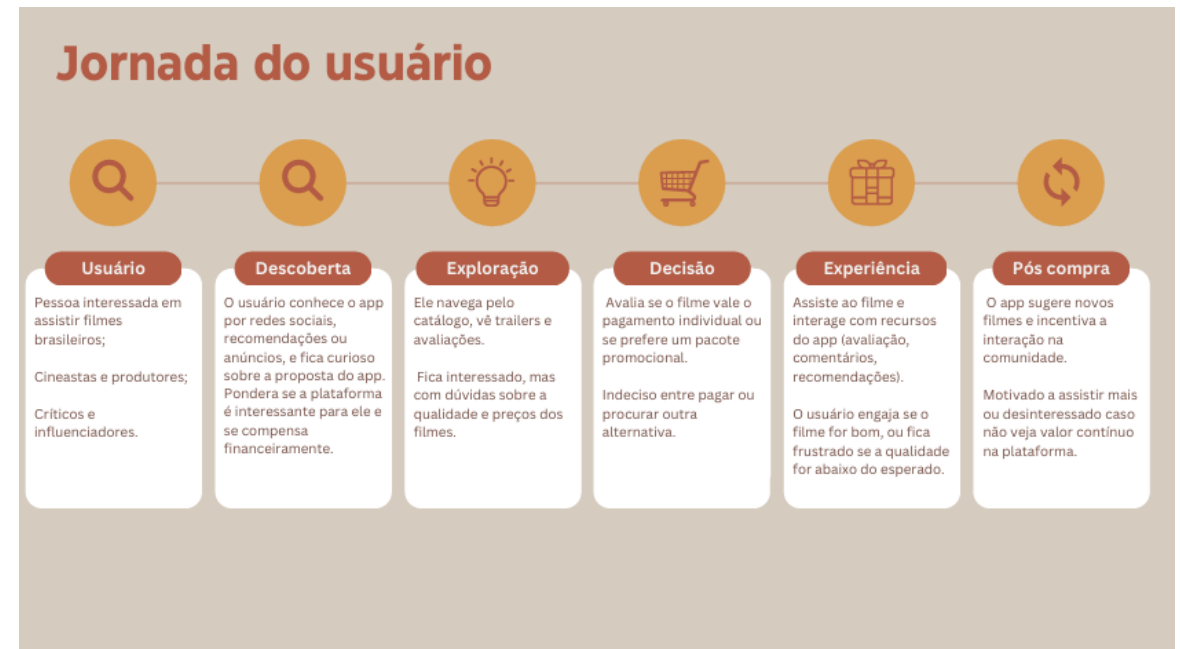 Jornada do usuário
Usuário
Pessoa interessada em
assistir filmes
brasileiros;
Cineastas e produtores;
Críticos e
influenciadores.
Descoberta
O usuário conhece o app
por redes sociais,
recomendações ou
anúncios, e fica curioso
sobre a proposta do app.
Pondera se a plataforma
é interessante para ele e
se compensa
financeiramente.
Exploração
Ele navega pelo
catálogo, vê trailers e
avaliações.
Fica interessado, mas
com dúvidas sobre a
qualidade e preços dos
filmes.
Decisão
Avalia se o filme vale o
pagamento individual ou
se prefere um pacote
promocional.
Indeciso entre pagar ou
procurar outra
alternativa.
Experiência
Assiste ao filme e
interage com recursos
do app (avaliação,
comentários,
recomendações).
O usuário engaja se o
filme for bom, ou fica
frustrado se a qualidade
for abaixo do esperado.
Pós compra
O app sugere novos
filmes e incentiva a
interação na
comunidade.
Motivado a assistir mais
ou desinteressado caso
não veja valor contínuo
na plataforma.